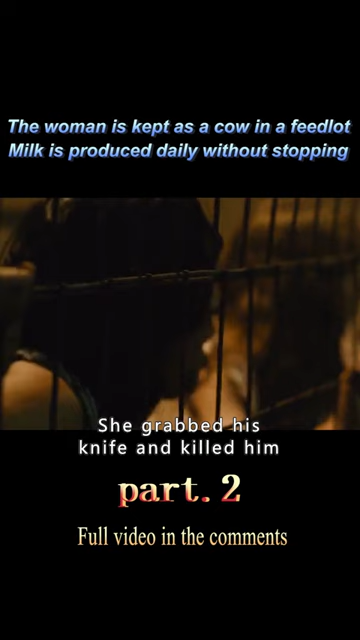 The woman is kept as a cow in a feedlot
Milk is produced daily without stopping
She grabbed his
knife and killed him
part. 2
Full video in the comments